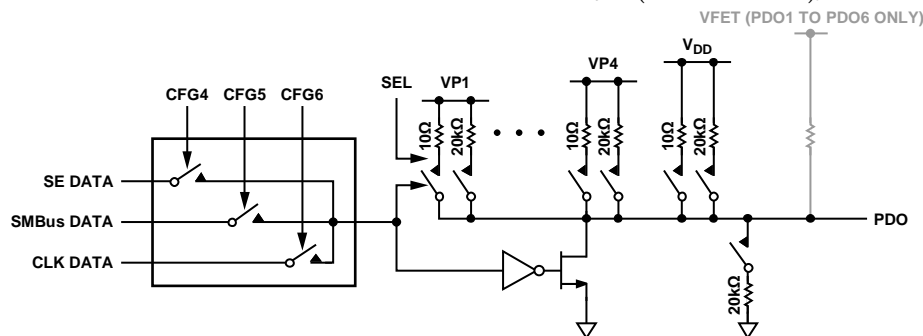 VFET (PDO1 TO PDO6 ONLY)
VDD
VP4
SEL VP1
CFG4 CFG5 CFG6
10Ω
20kΩ
10Ω
20kΩ
10Ω
20kΩ
SE DATA
SMBus DATA
PDO
CLK DATA
20kΩ